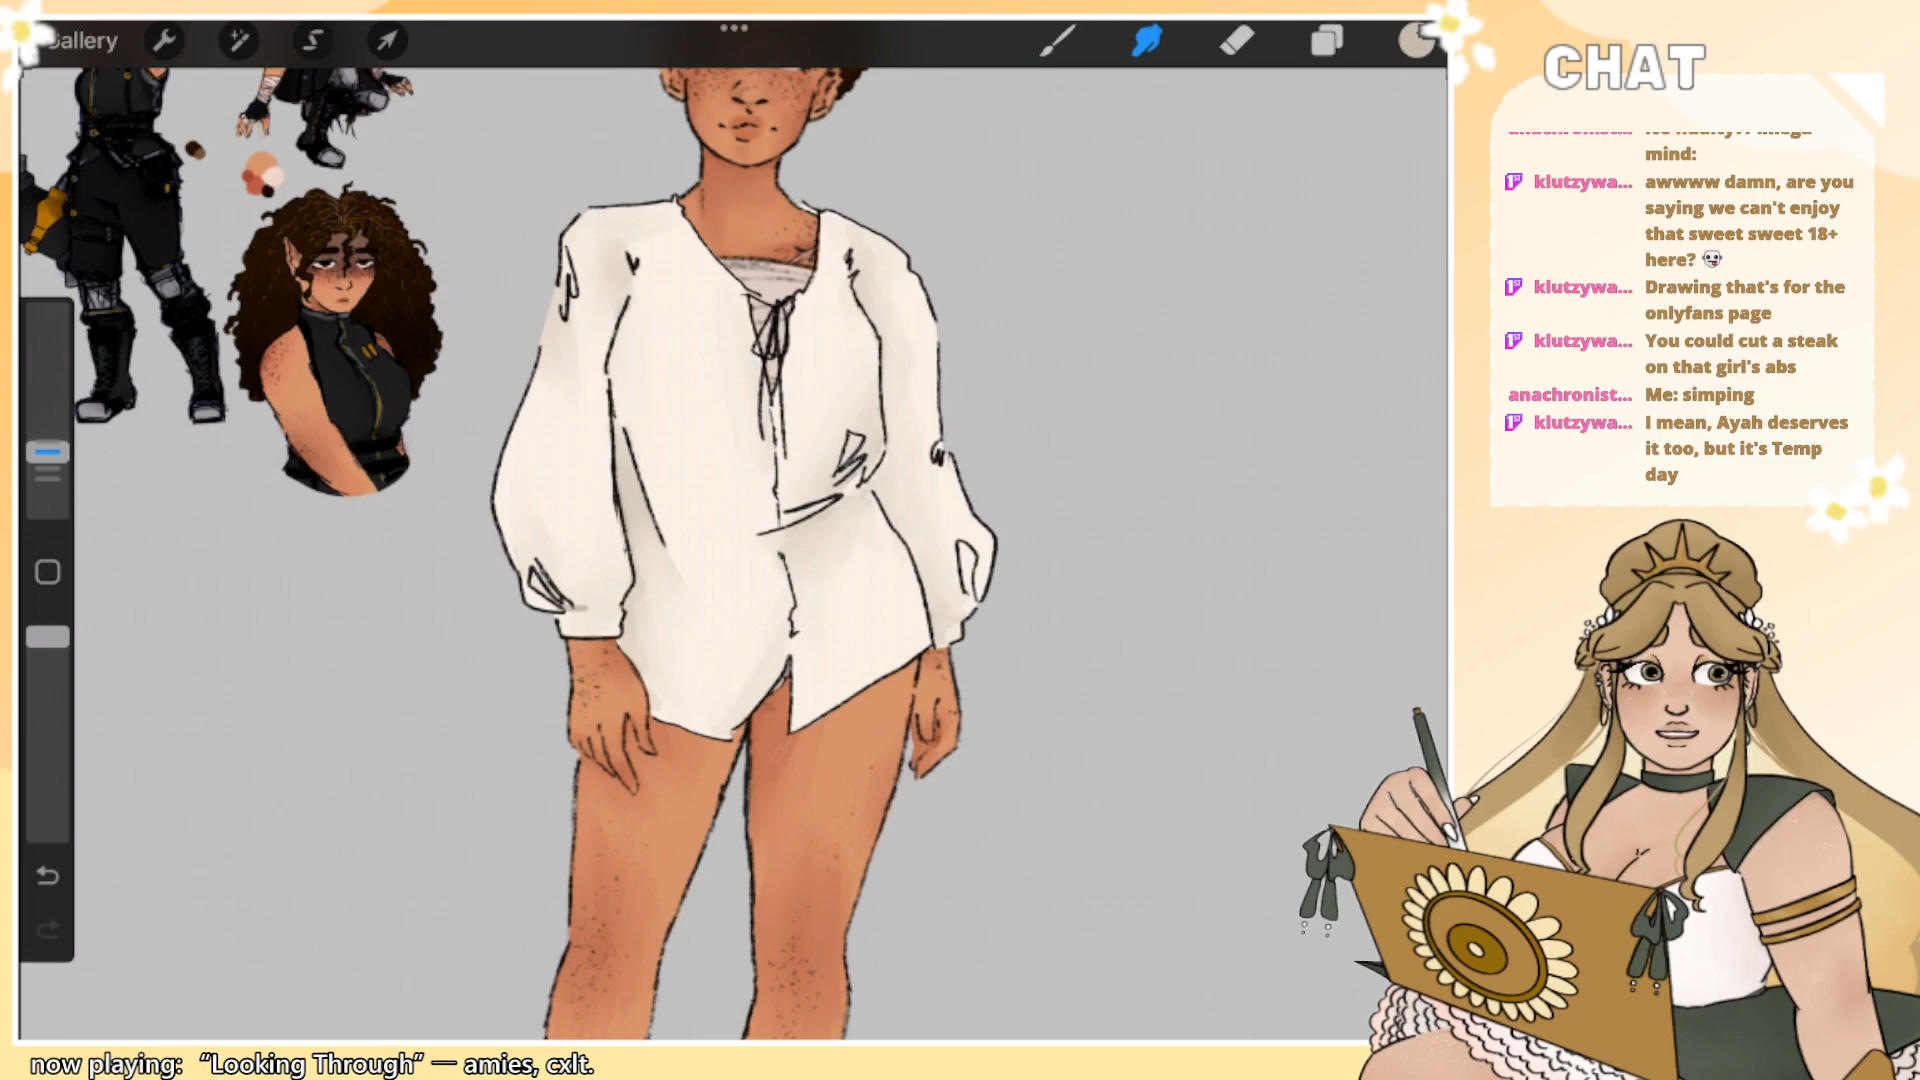 Gallery
CHAT
mind:
klutzywa... awwww damn, are you
saying we can't enjoy
that sweet sweet 18+
here?
klutzywa... Drawing that's for the
onlyfans page
klutzywa... You could cut a steak
on that girl's abs
anachronist... Me: simping
klutzywa... I mean, Ayah deserves
it too, but it's Temp
day
now playing: “Looking Through” — amies, cxlt.